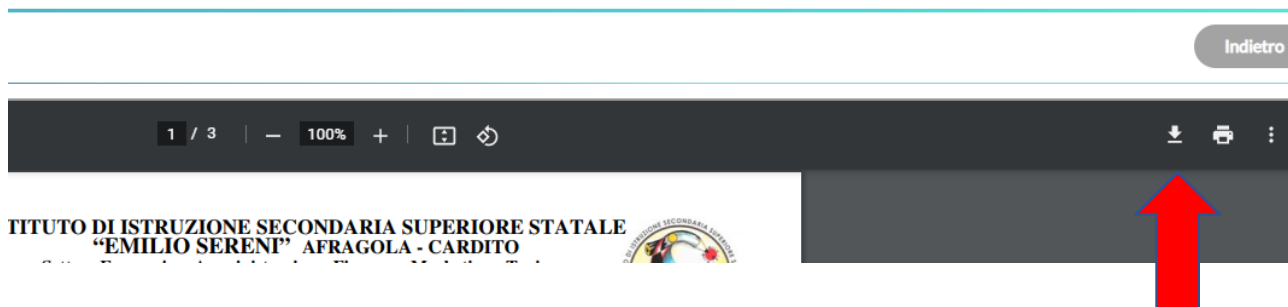 Indietro
1 / 3 100%
TITUTO DI ISTRUZIONE SECONDARIA SUPERIORE STATALE
“EMILIO SERENI” AFRAGOLA - CARDITO